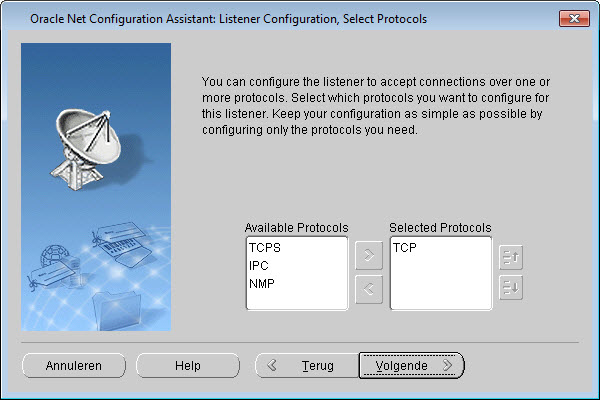 Oracle Net Configuration Assistant: Listener Configuration, Select Protocols
You can configure the listener to accept connections over one or
more protocols. Select which protocols you want to configure for
this listener. Keep your configuration as simple as possible by
configuring only the protocols you need.
Available Protocols
TCPS
IPC
NMP
Selected Protocols
TCP
Annuleren
Help
Terug
Volgende